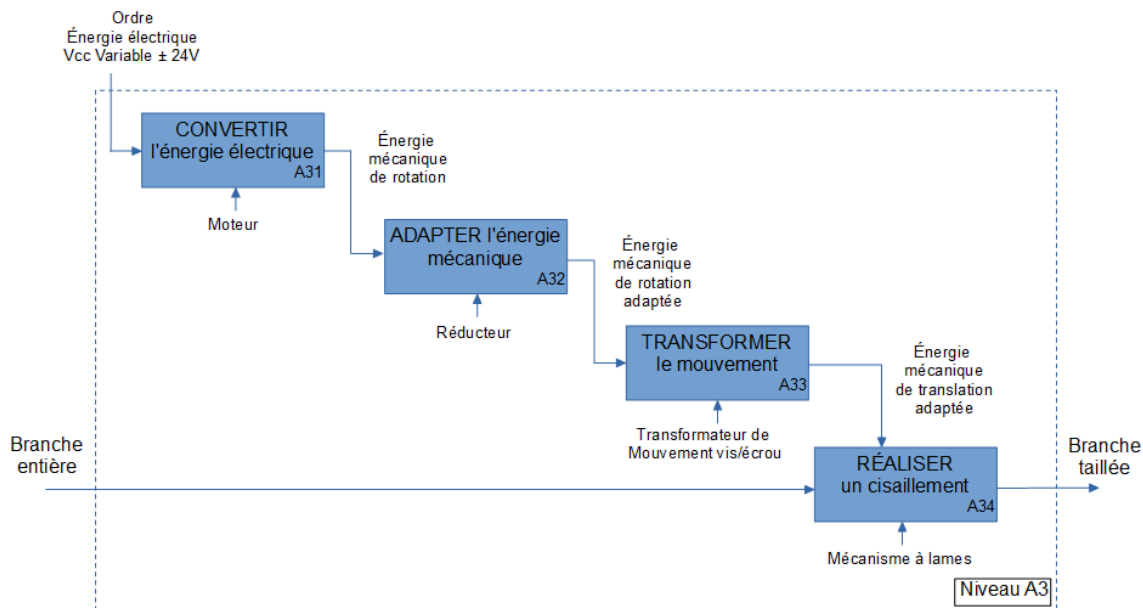 Ordre
Énergie électrique
Vcc Variable ± 24V
CONVERTIR
l'énergie électrique
A31
Moteur
Énergie
mécanique
de rotation
ADAPTER l'énergie
mécanique
A32
Réducteur
Énergie
mécanique
de rotation
adaptée
TRANSFORMER
le mouvement
A33
Transformateur de
Mouvement vis/écrou
Énergie
mécanique
de translation
adaptée
Branche
entière
RÉALISER
un cisaillement
A34
Mécanisme à lames
Branche
taillée
Niveau A3